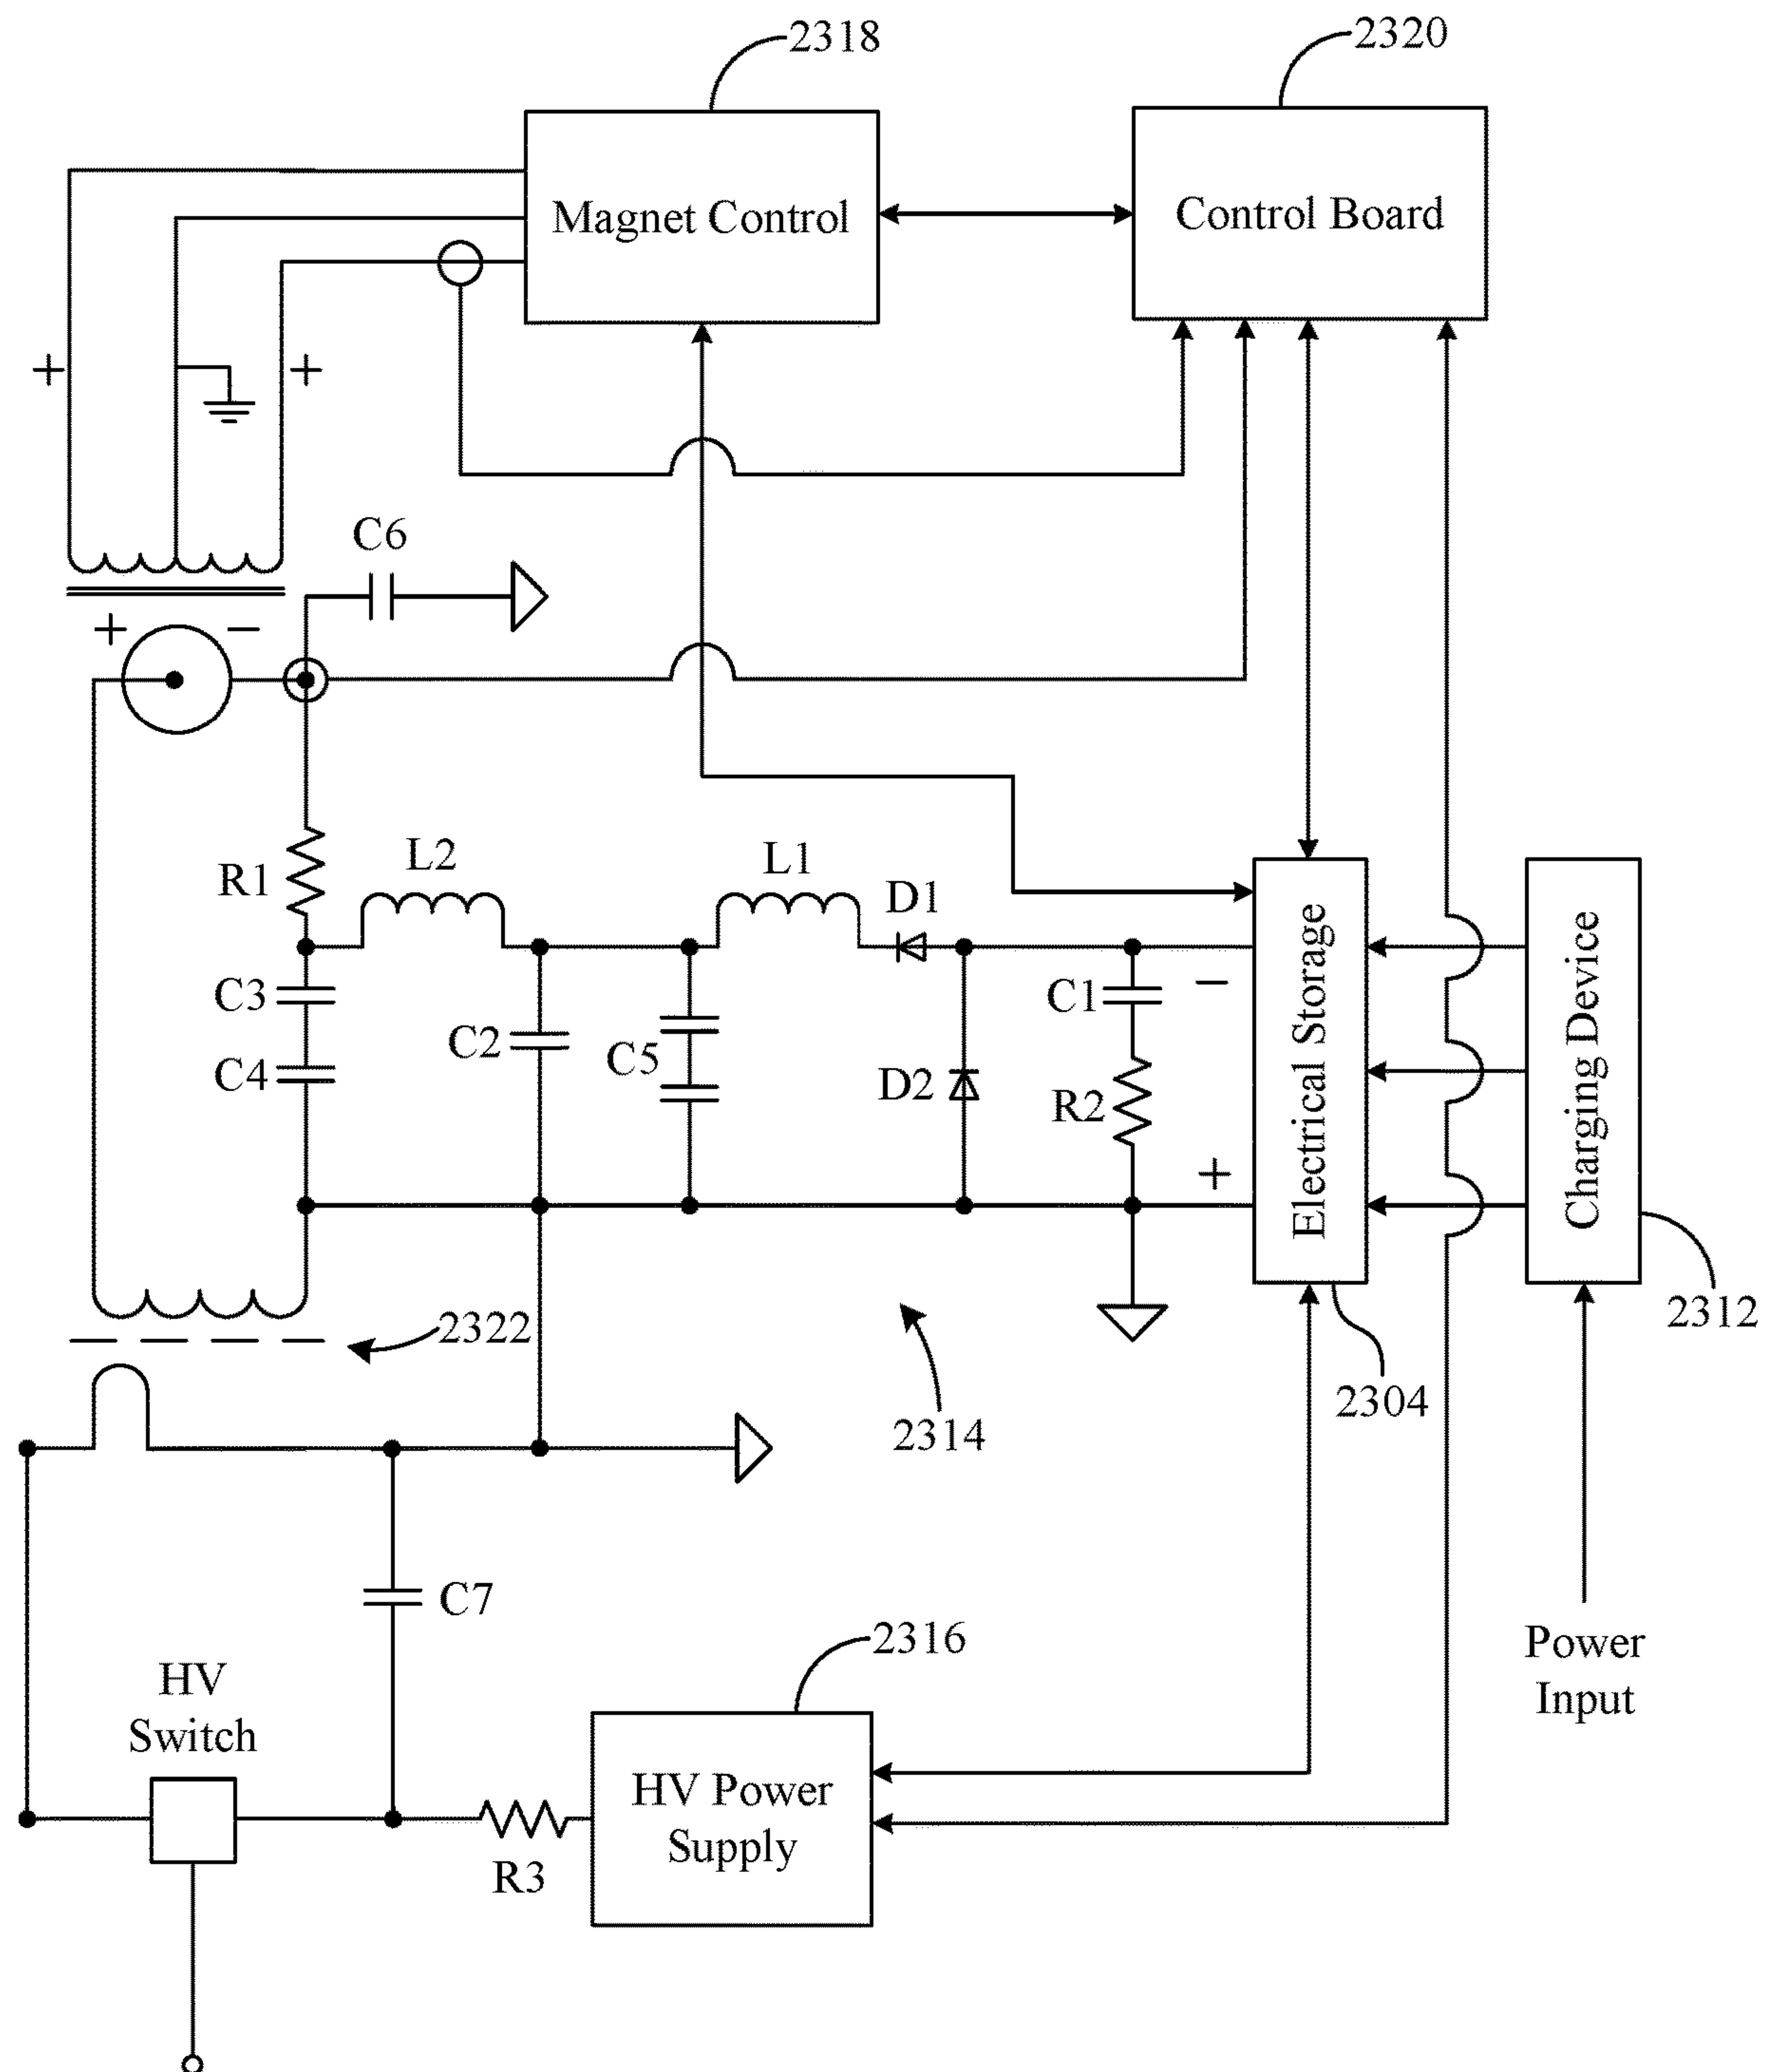 2318
2320
Magnet Control
Control Board
+
+
C6
+
−
R1
L2
L1
D1
C3
C4
C2
C5
D2
C1
R2
−
+
Electrical Storage
Charging Device
2322
2314
2304
2312
C7
2316
Power
Input
HV
Switch
R3
HV Power
Supply